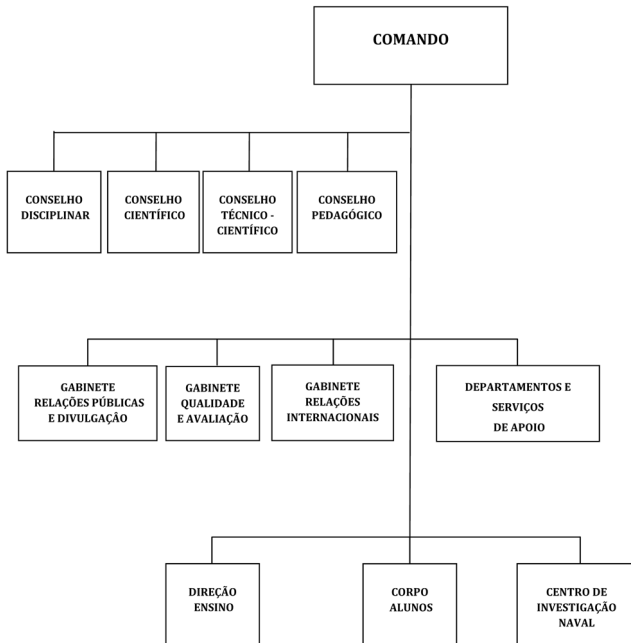 COMANDO
CONSELHO
DISCIPLINAR
CONSELHO
CIENTÍFICO
CONSELHO
TÉCNICO -
CIENTÍFICO
CONSELHO
PEDAGÓGICO
GABINETE
RELAÇÕES PÚBLICAS
E DIVULGAÇÂO
GABINETE
QUALIDADE
E AVALIAÇÃO
GABINETE
RELAÇÕES
INTERNACIONAIS
DEPARTAMENTOS E
SERVIÇOS
DE APOIO
DIREÇÃO
ENSINO
CORPO
ALUNOS
CENTRO DE
INVESTIGAÇÃO
NAVAL